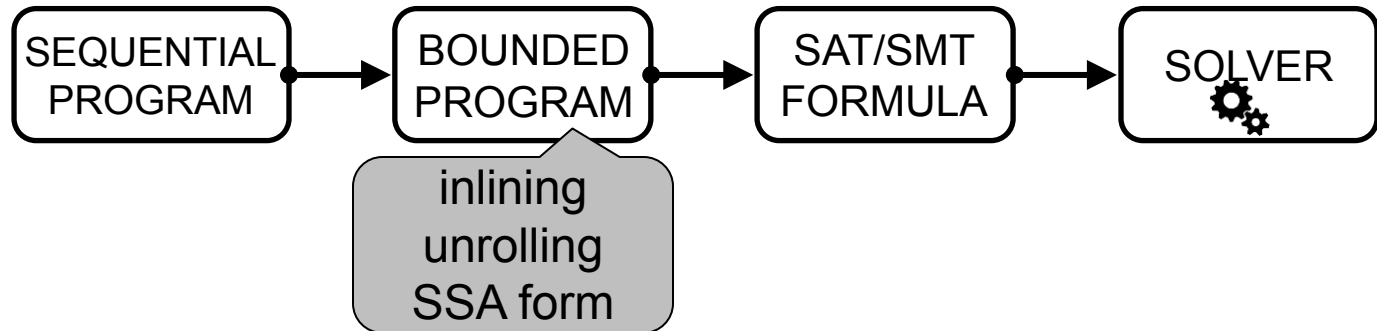 SEQUENTIAL
PROGRAM
BOUNDED
PROGRAM
SAT/SMT
FORMULA
SOLVER
inlining
unrolling
SSA form